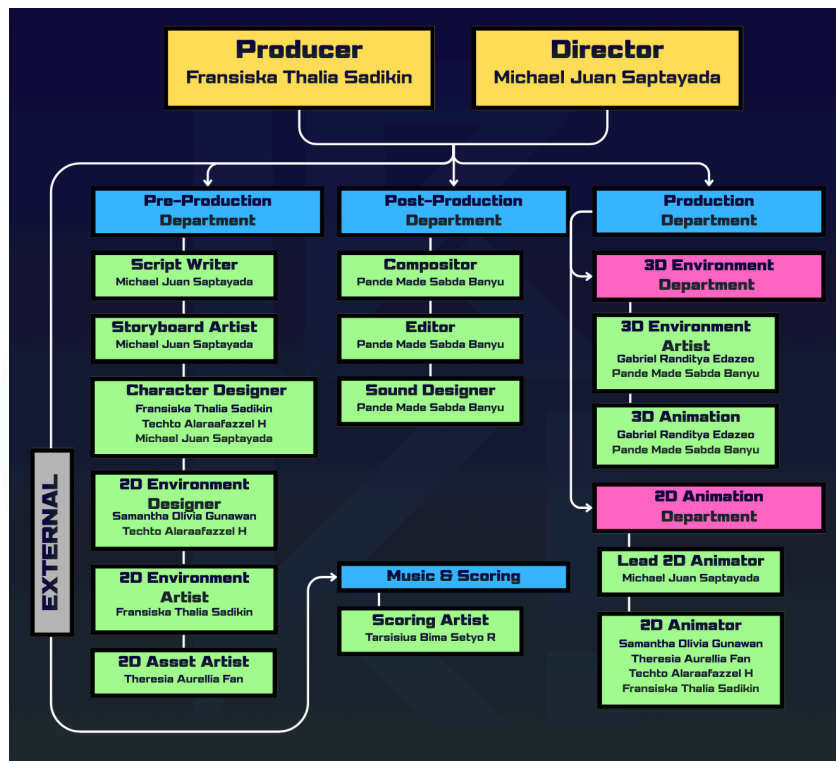 Producer
Fransiska Thalia Sadikin
Director
Michael Juan Saptayada
Pre-Production
Department
Script Writer
Michael Juan Saptayada
Storyboard Artist
Michael Juan Saptayada
Character Designer
Fransiska Thalia Sadikin
Techto Alaraafazzel H
Michael Juan Saptayada
2D Environment
Designer
Samantha Olivia Gunawan
Techto Alaraafazzel H
2D Environment
Artist
Fransiska Thalia Sadikin
2D Asset Artist
Theresia Aurellia Fan
Post-Production
Department
Compositor
Pande Made Sabda Banyu
Editor
Pande Made Sabda Banyu
Sound Designer
Pande Made Sabda Banyu
Production
Department
3D Environment
Department
3D Environment
Artist
Gabriel Randitya Edazeo
Pande Made Sabda Banyu
3D Animation
Gabriel Randitya Edazeo
Pande Made Sabda Banyu
2D Animation
Department
Lead 2D Animator
Michael Juan Saptayada
2D Animator
Samantha Olivia Gunawan
Theresia Aurellia Fan
Techto Alaraafazzel H
Fransiska Thalia Sadikin
EXTERNAL
Music & Scoring
Scoring Artist
Tarsisius Bima Setyo R